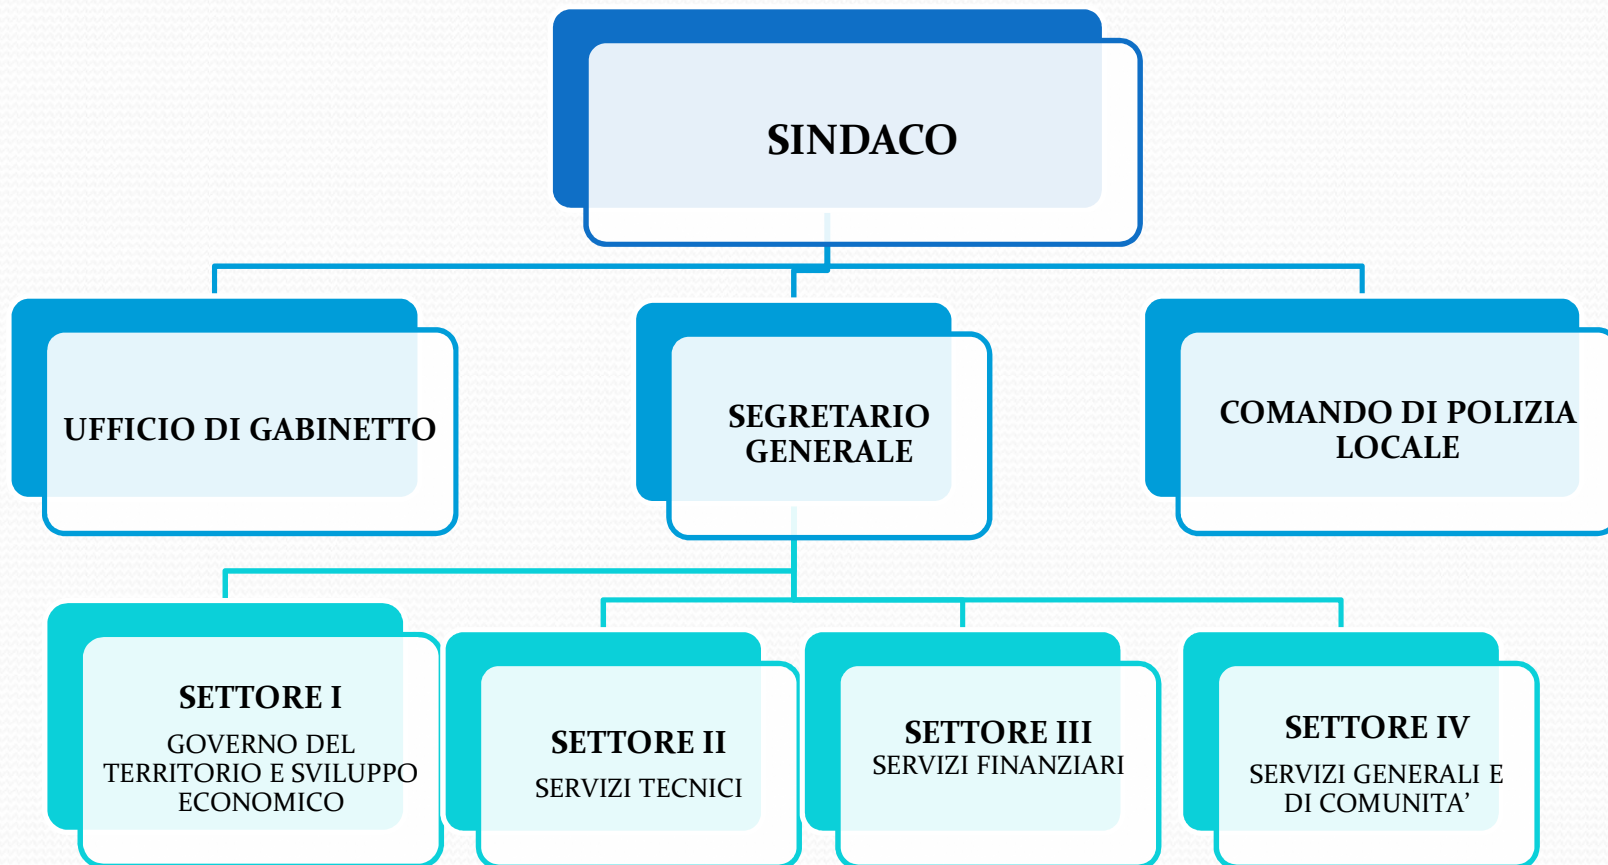 SINDACO
UFFICIO DI GABINETTO
SEGRETARIO
GENERALE
COMANDO DI POLIZIA
LOCALE
SETTORE I
GOVERNO DEL
TERRITORIO E SVILUPPO
ECONOMICO
SETTORE II
SERVIZI TECNICI
SETTORE III
SERVIZI FINANZIARI
SETTORE IV
SERVIZI GENERALI E
DI COMUNITA’